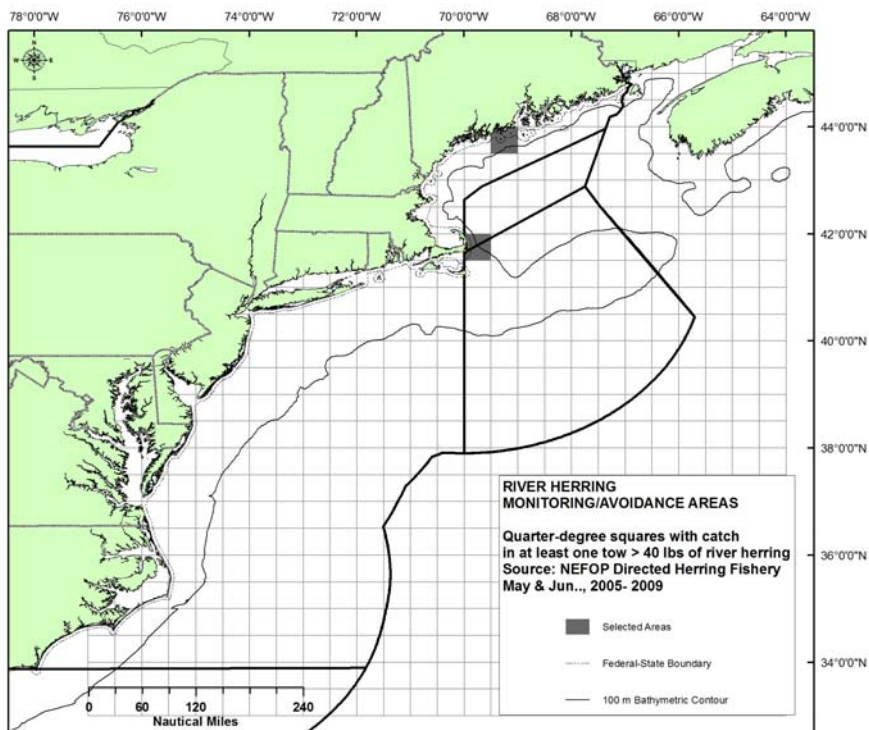 78°0'0"W 76°0'0"W 74°0'0"W 72°0'0"W 70°0'0"W 68°0'0"W 66°0'0"W 64°0'0"W
N
W E
S
44°0'0"N
42°0'0"N
40°0'0"N
38°0'0"N
36°0'0"N
34°0'0"N
RIVER HERRING
MONITORING/AVOIDANCE AREAS
Quarter-degree squares with catch
in at least one tow > 40 lbs of river herring
Source: NEFOP Directed Herring Fishery
May & Jun.., 2005- 2009
Selected Areas
Federal-State Boundary
100 m Bathymetric Contour
0 60 120 240
Nautical Miles